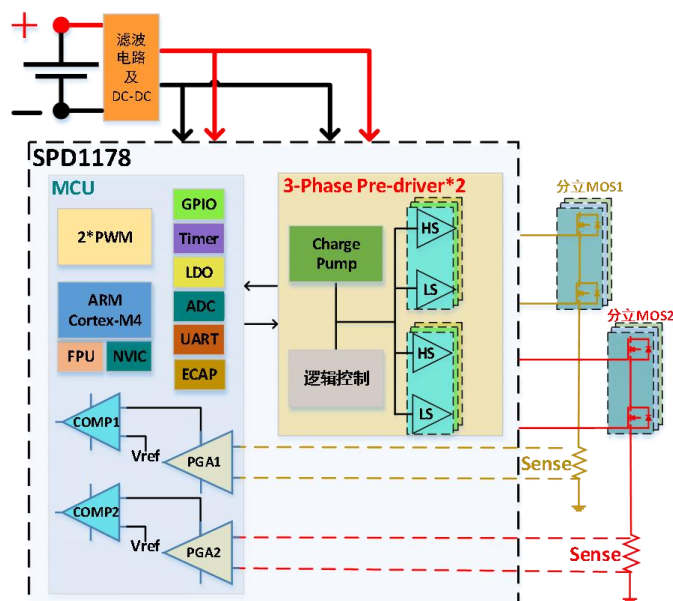 +
滤波
电路
及
DC-DC
−
SPD1178
MCU
3-Phase Pre-driver*2
分立MOS1
GPIO
2*PWM
Timer
HS
Charge
Pump
LDO
ARM
Cortex-M4
ADC
LS
分立MOS2
UART
HS
FPU
NVIC
逻辑控制
ECAP
LS
COMP1
Vref
PGA1
Sense
COMP2
Vref
PGA2
Sense